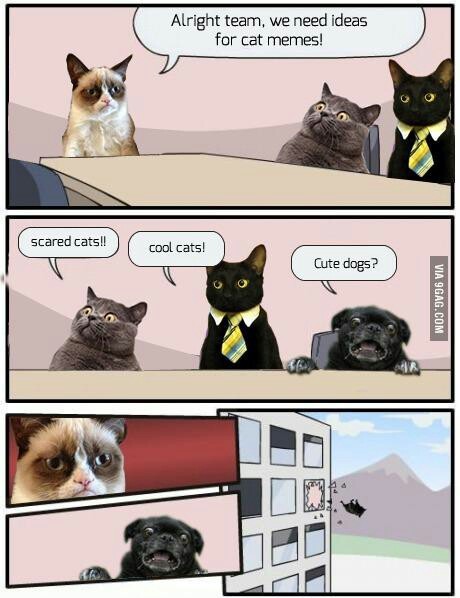 Alright team, we need ideas
for cat memes!
scared cats!!
cool cats!
Cute dogs?
VIA 9GAG.COM